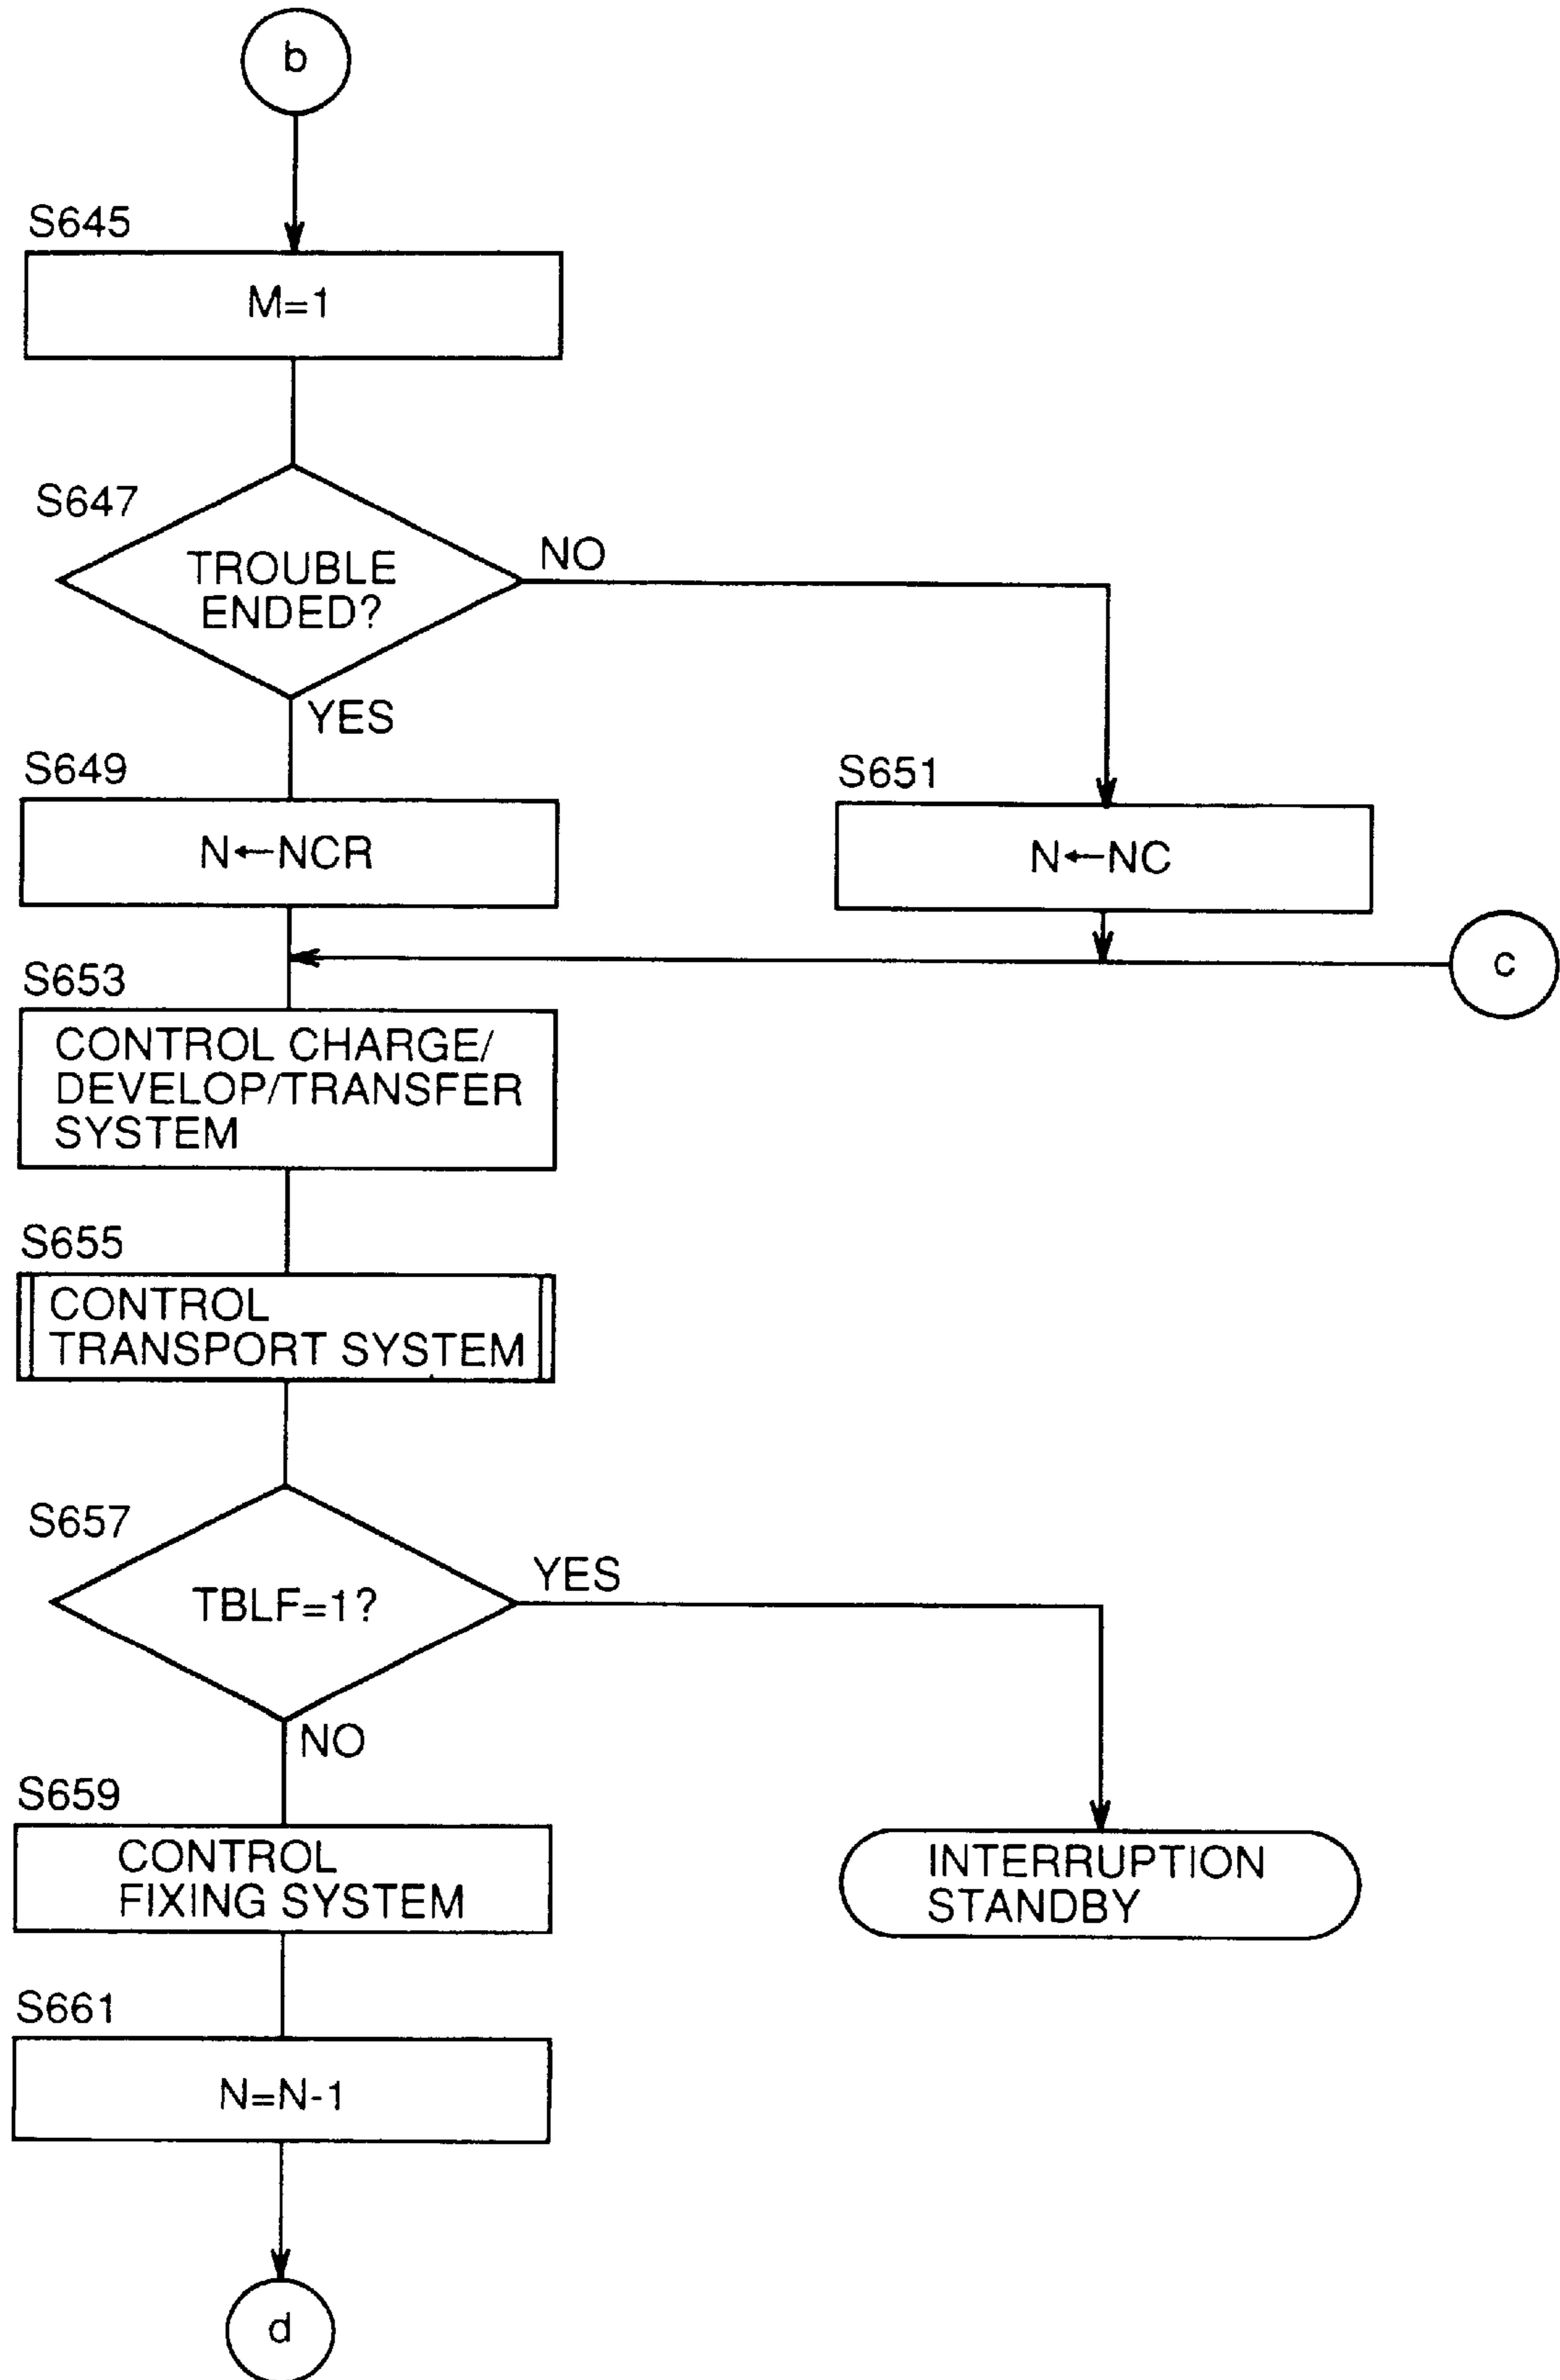 b
S645
M=1
S647
TROUBLE
ENDED?
NO
YES
S649
N←NCR
S651
N←NC
c
S653
CONTROL CHARGE/
DEVELOP/TRANSFER
SYSTEM
S655
CONTROL
TRANSPORT SYSTEM
S657
TBLF=1?
YES
NO
S659
CONTROL
FIXING SYSTEM
INTERRUPTION
STANDBY
S661
N=N-1
d